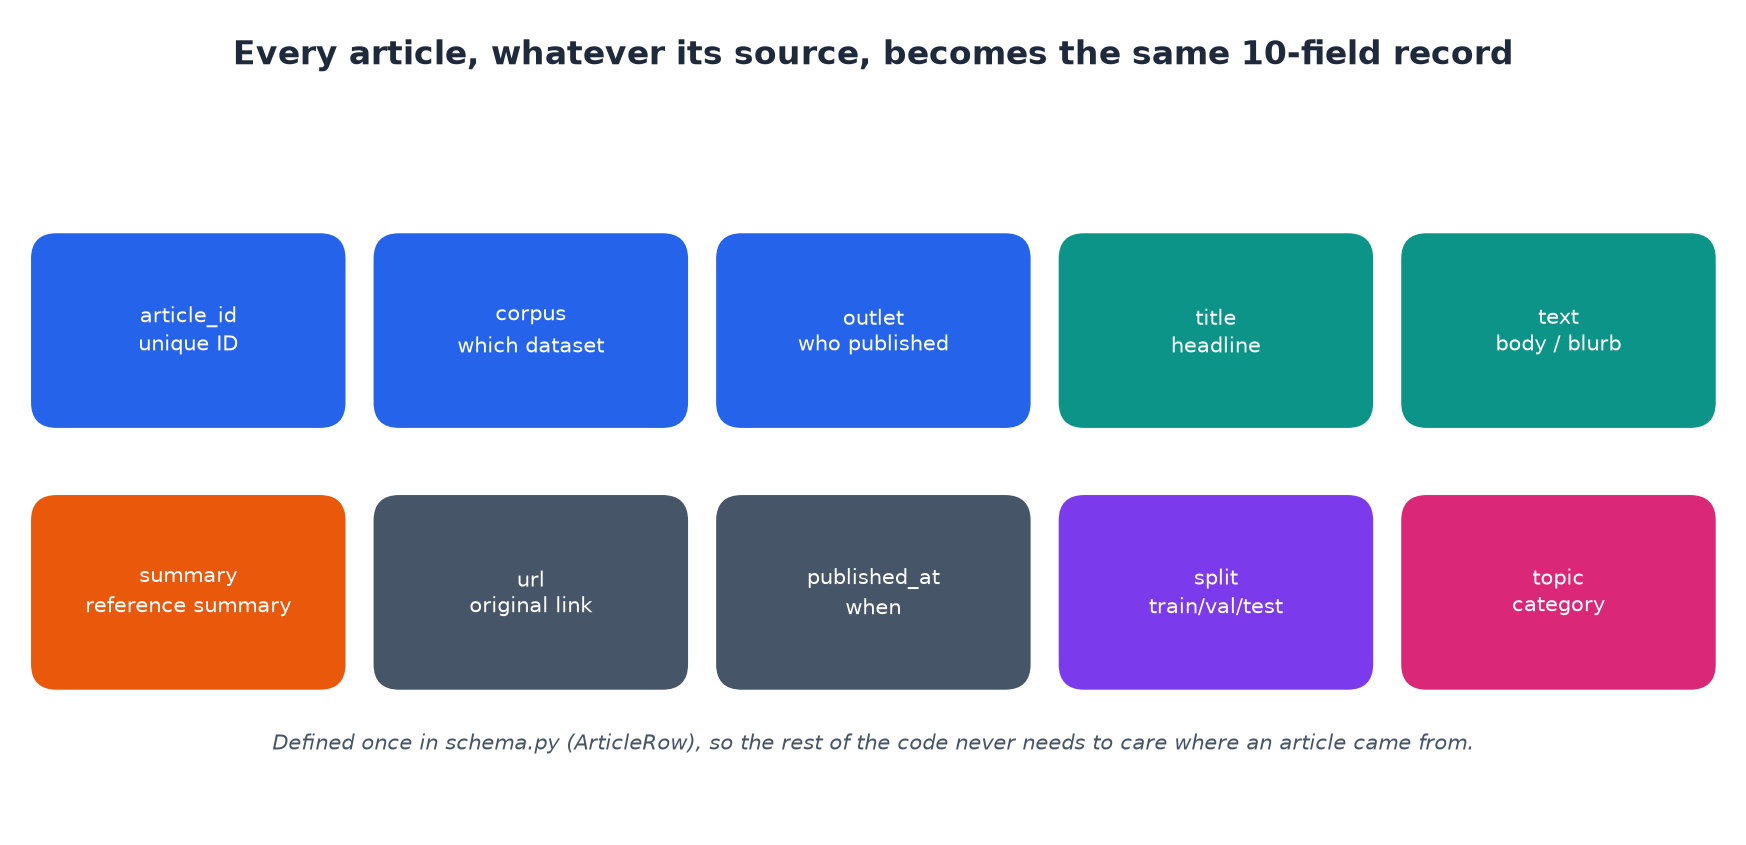 Every article, whatever its source, becomes the same 10-field record
article_id
unique ID
corpus
which dataset
outlet
who published
title
headline
text
body / blurb
summary
reference summary
url
original link
published_at
when
split
train/val/test
topic
category
Defined once in schema.py (ArticleRow), so the rest of the code never needs to care where an article came from.